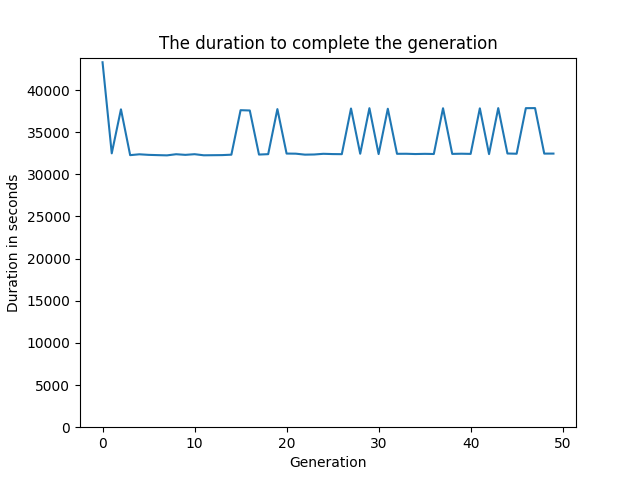 The duration to complete the generation
40000
35000
30000
25000
20000
15000
10000
5000
0
Duration in seconds
0 10 20 30 40 50
Generation